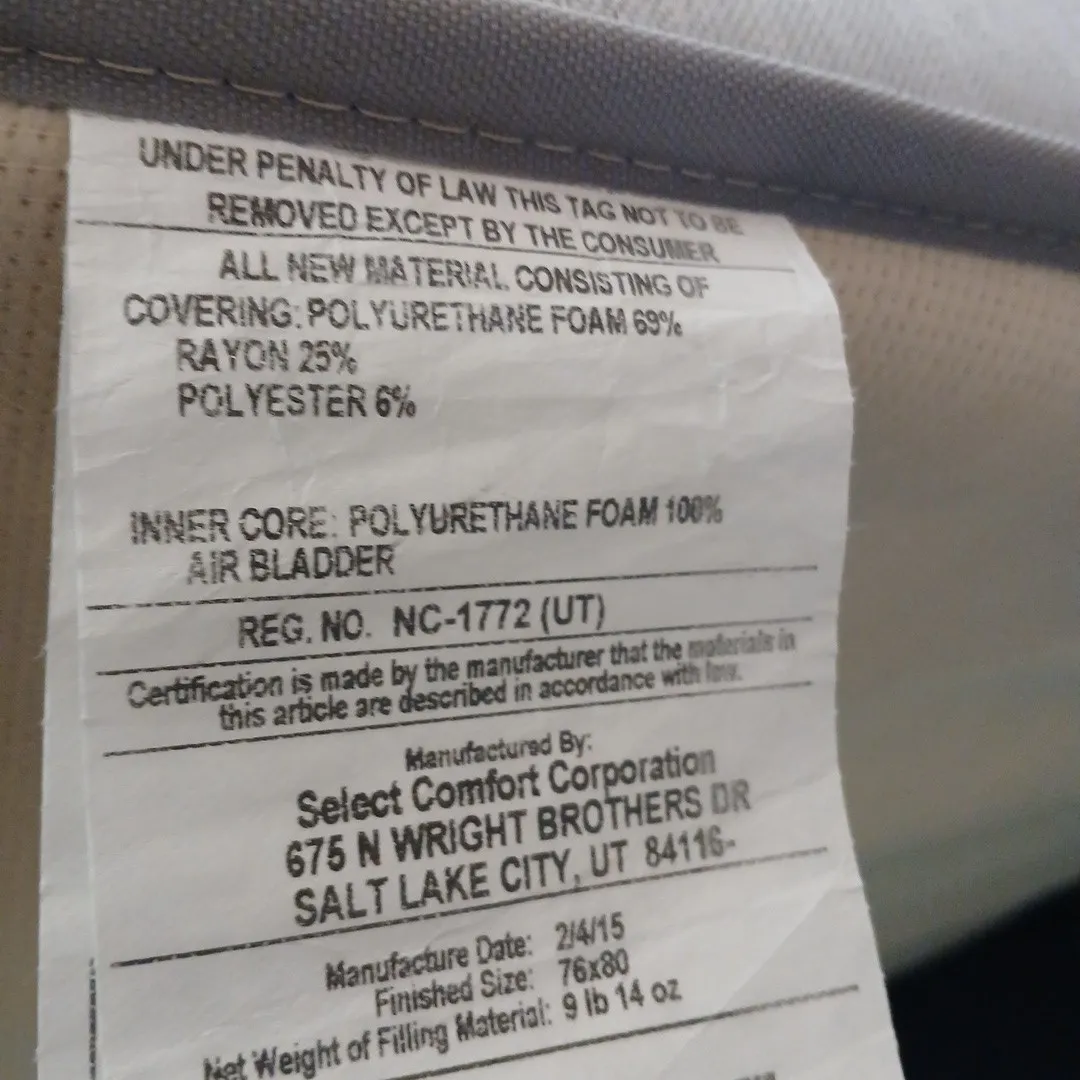 UNDER PENALTY OF LAW THIS TAG NOT TO BE
REMOVED EXCEPT BY THE CONSUMER
ALL NEW MATERIAL CONSISTING OF
COVERING: POLYURETHANE FOAM 69%
RAYON 25%
POLYESTER 6%
INNER CORE: POLYURETHANE FOAM 100%
AIR BLADDER
REG. NO. NC-1772 (UT)
Certification is made by the manufacturer that the materials in
this article are described in accordance with law.
Manufactured By:
Select Comfort Corporation
675 N WRIGHT BROTHERS DR
SALT LAKE CITY, UT 84116-
Manufacture Date: 2/4/15
Finished Size: 76x80
Net Weight of Filling Material: 9 lb 14 oz